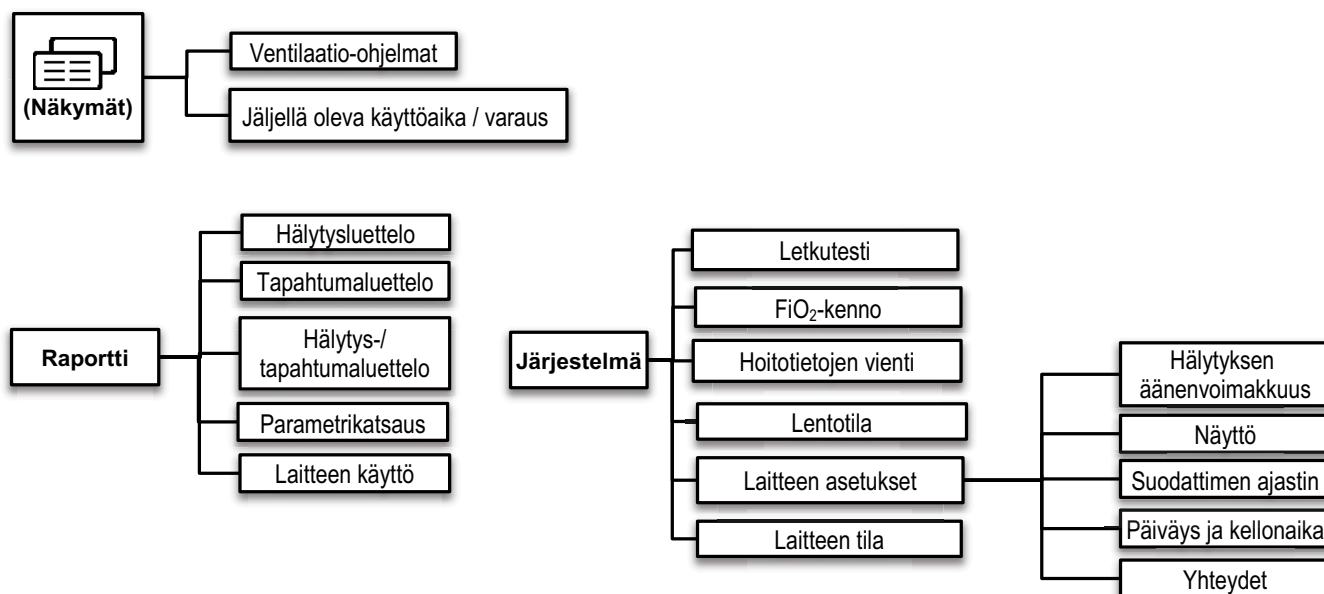 (Näkymät)
Ventilaatio-ohjelmat
Jäljellä oleva käyttöaika / varaus
Raportti
Hälytysluettelo
Tapahtumaluettelo
Hälytys-/
tapahtumaluettelo
Parametrikatsaus
Laitteen käyttö
Järjestelmä
Letkutesti
FiO₂-kenno
Hoitotietojen vienti
Lentotila
Laitteen asetukset
Laitteen tila
Hälytyksen
äänenvoimakkuus
Näyttö
Suodattimen ajastin
Päiväys ja kellonaika
Yhteydet